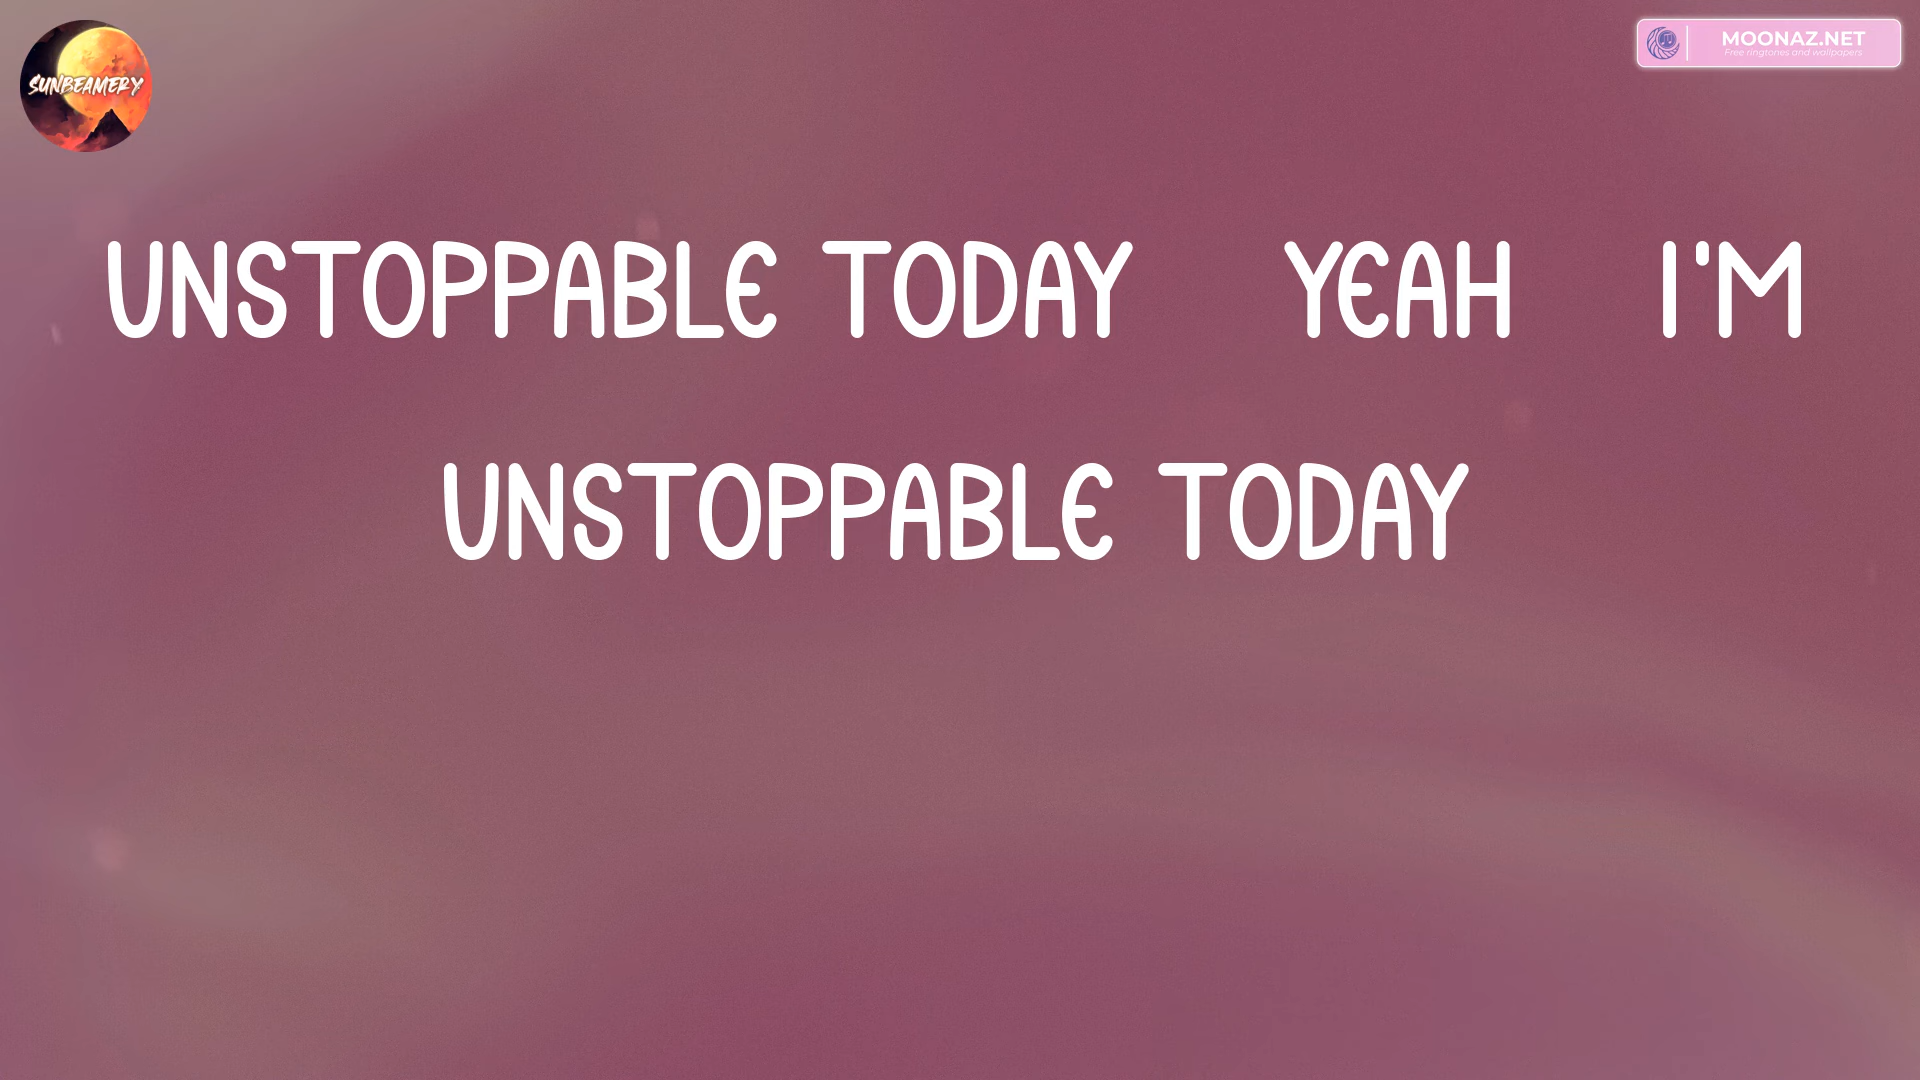 SUNBEAMERY
MOONAZ.NET
Free ringtones and wallpapers
UNSTOPPABLE TODAY YEAH I'M
UNSTOPPABLE TODAY